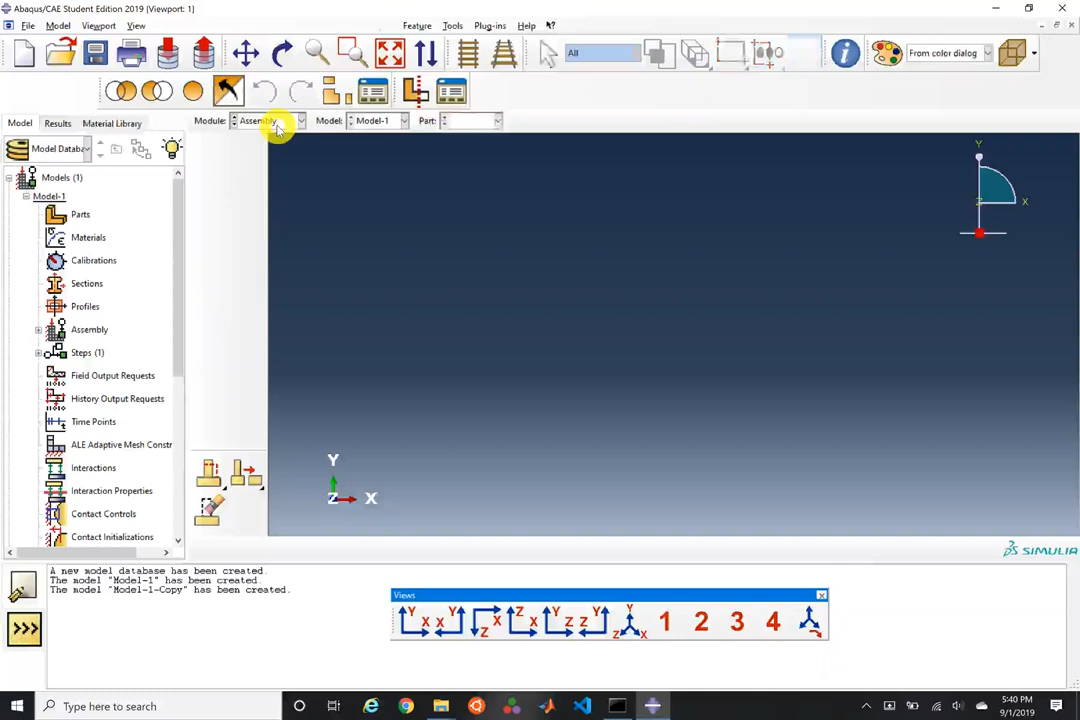 Abaqus/CAE Student Edition 2019 [Viewport: 1]
File Model Viewport View Feature Tools Plug-ins Help
All
From color dialog
Model Results Material Library
Module: Assembly Model: Model-1 Part:
Model Databa
Models (1)
Model-1
Parts
Materials
Calibrations
Sections
Profiles
Assembly
Steps (1)
Field Output Requests
History Output Requests
Time Points
ALE Adaptive Mesh Constr
Interactions
Interaction Properties
Contact Controls
Contact Initializations
Y
Z X
Y
Z X
SIMULIA
A new model database has been created.
The model "Model-1" has been created.
The model "Model-1-Copy" has been created.
>>>
Views
Y X X Y X Z Z X Y Z Z Y Y Z X 1 2 3 4
Type here to search
5:40 PM
9/1/2019